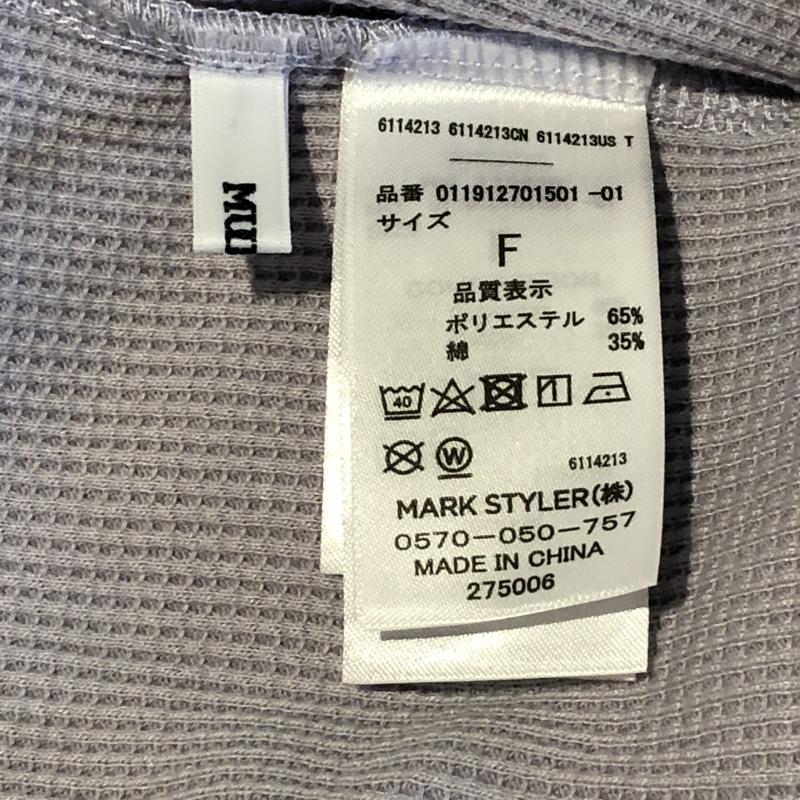 6114213 6114213CN 6114213US T
品番 011912701501 -01
サイズ
F
品質表示
ポリエステル 65%
綿 35%
40
W
6114213
MARK STYLER(株)
0570-050-757
MADE IN CHINA
275006